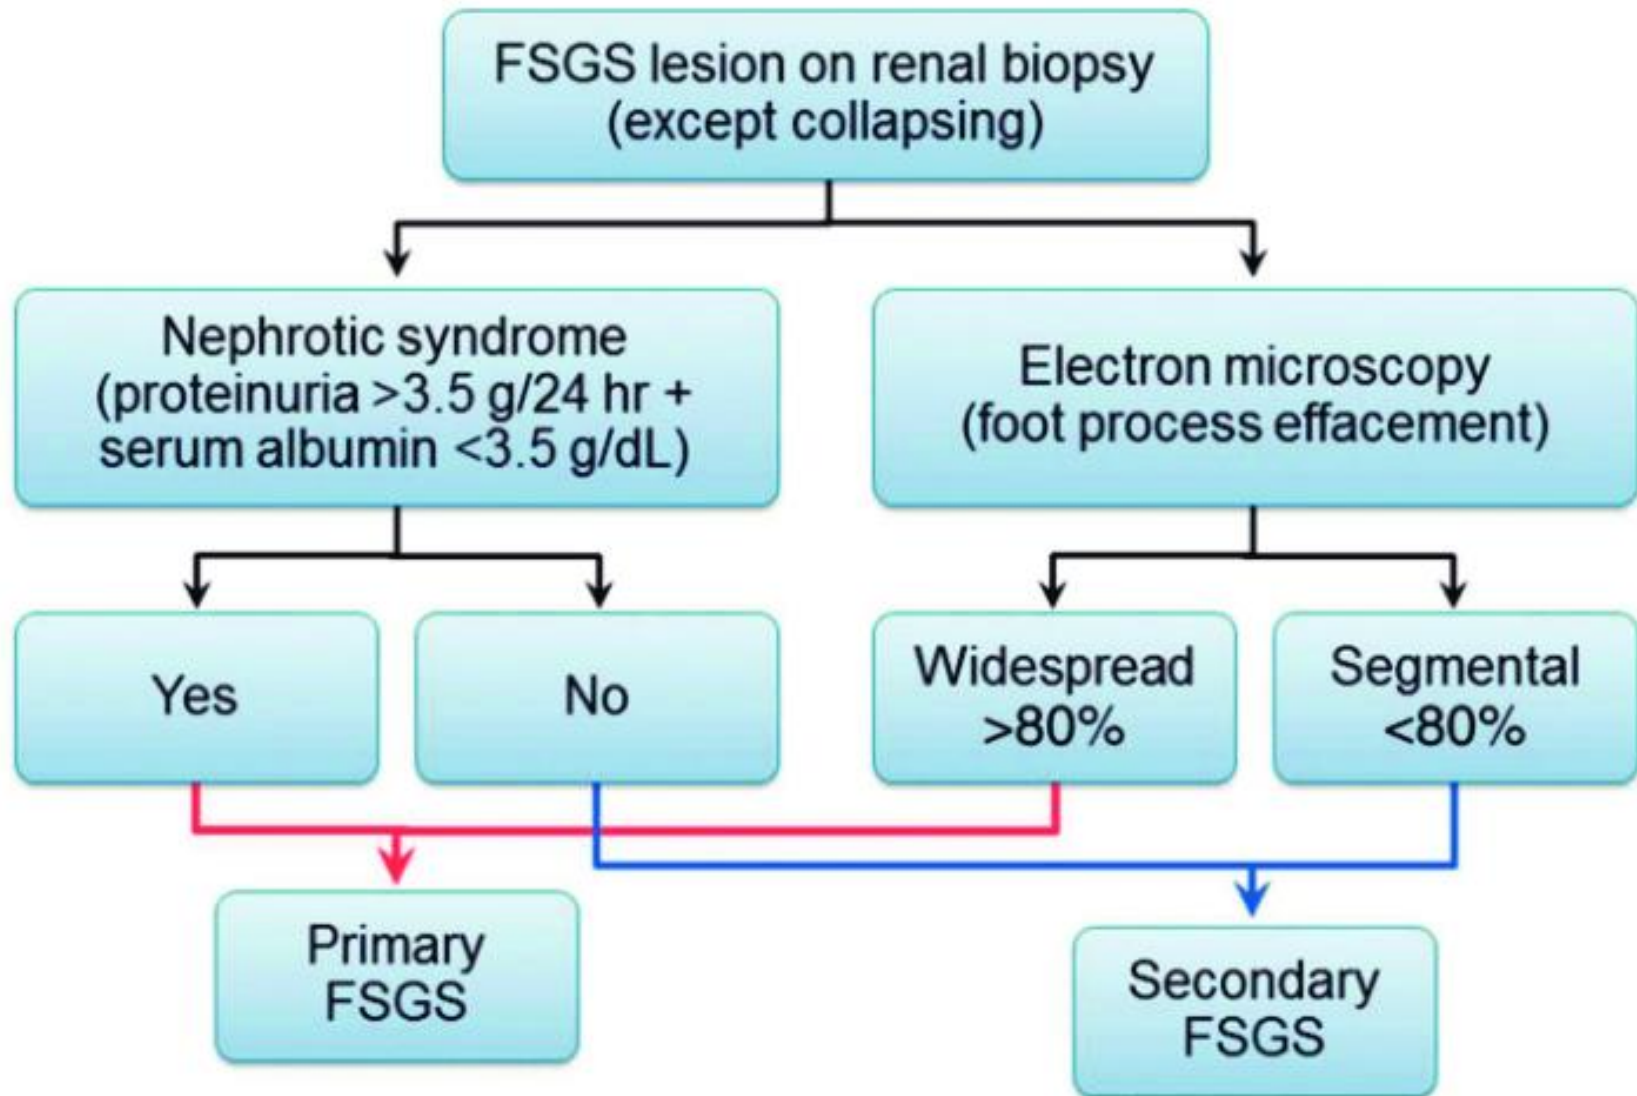 FSGS lesion on renal biopsy
(except collapsing)
Nephrotic syndrome
(proteinuria >3.5 g/24 hr +
serum albumin <3.5 g/dL)
Electron microscopy
(foot process effacement)
Yes
No
Widespread
>80%
Segmental
<80%
Primary
FSGS
Secondary
FSGS